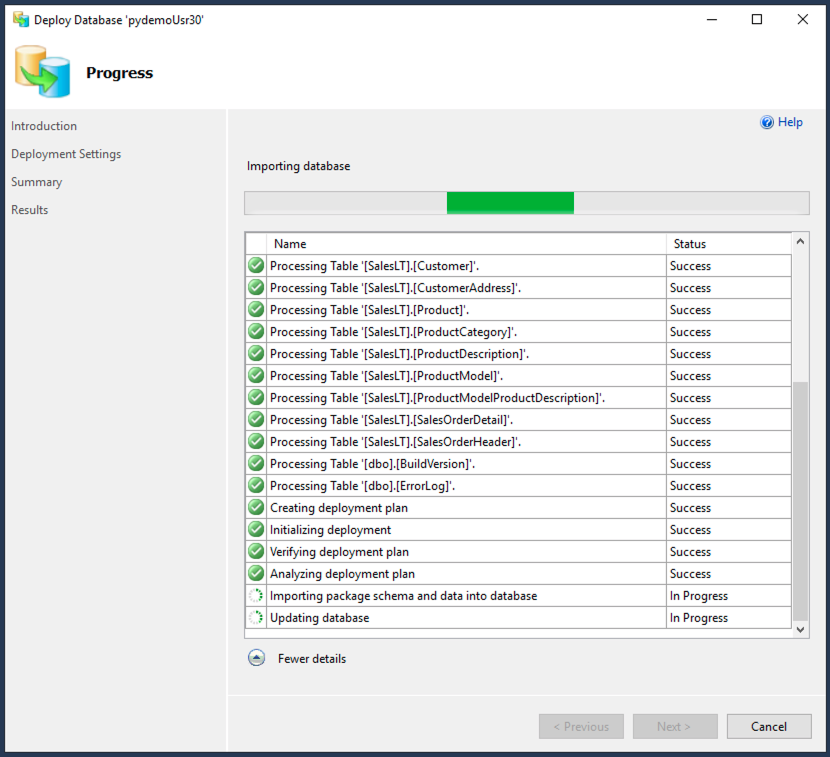 Deploy Database 'pydemoUsr30'
Progress
Introduction
Deployment Settings
Summary
Results
Help
Importing database
Name Status
Processing Table '[SalesLT].[Customer]'. Success
Processing Table '[SalesLT].[CustomerAddress]'. Success
Processing Table '[SalesLT].[Product]'. Success
Processing Table '[SalesLT].[ProductCategory]'. Success
Processing Table '[SalesLT].[ProductDescription]'. Success
Processing Table '[SalesLT].[ProductModel]'. Success
Processing Table '[SalesLT].[ProductModelProductDescription]'. Success
Processing Table '[SalesLT].[SalesOrderDetail]'. Success
Processing Table '[SalesLT].[SalesOrderHeader]'. Success
Processing Table '[dbo].[BuildVersion]'. Success
Processing Table '[dbo].[ErrorLog]'. Success
Creating deployment plan Success
Initializing deployment Success
Verifying deployment plan Success
Analyzing deployment plan Success
Importing package schema and data into database In Progress
Updating database In Progress
Fewer details
< Previous Next > Cancel